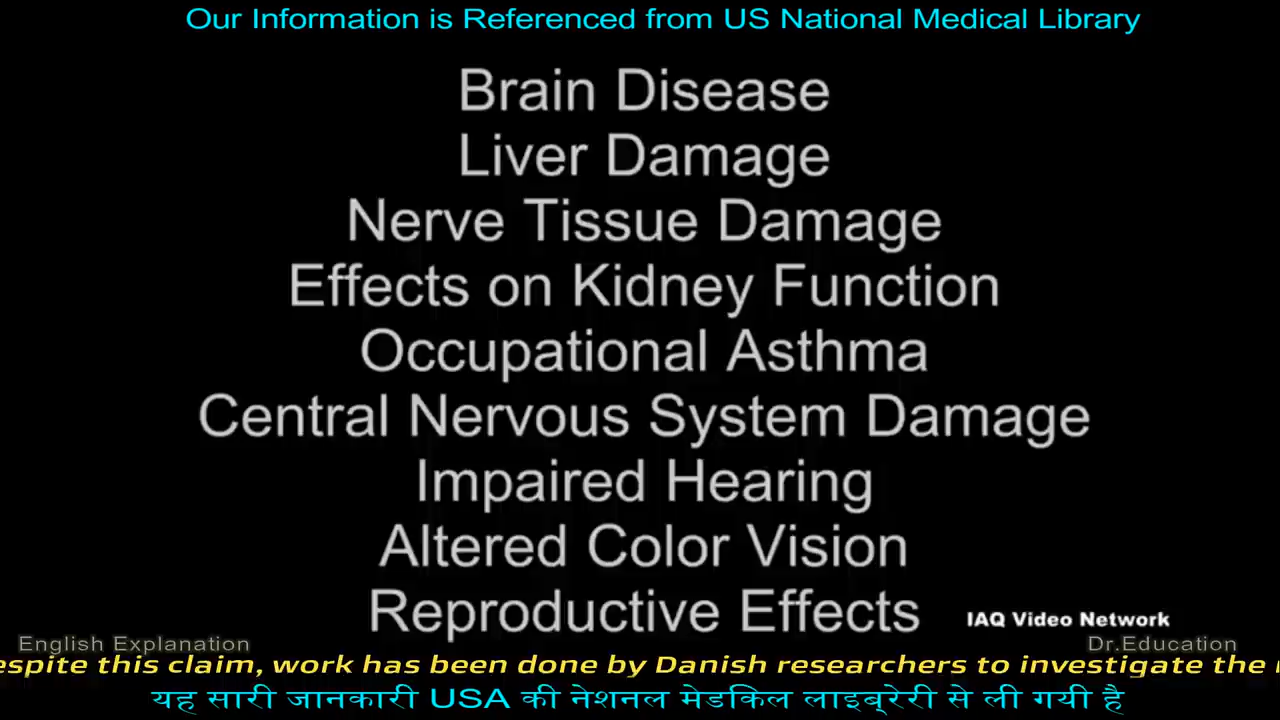 Our Information is Referenced from US National Medical Library
Brain Disease
Liver Damage
Nerve Tissue Damage
Effects on Kidney Function
Occupational Asthma
Central Nervous System Damage
Impaired Hearing
Altered Color Vision
Reproductive Effects
IAQ Video Network
English Explanation
Dr.Education
espite this claim, work has been done by Danish researchers to investigate the
यह सारी जानकारी USA की नेशनल मेडिकल लाइब्रेरी से ली गयी है